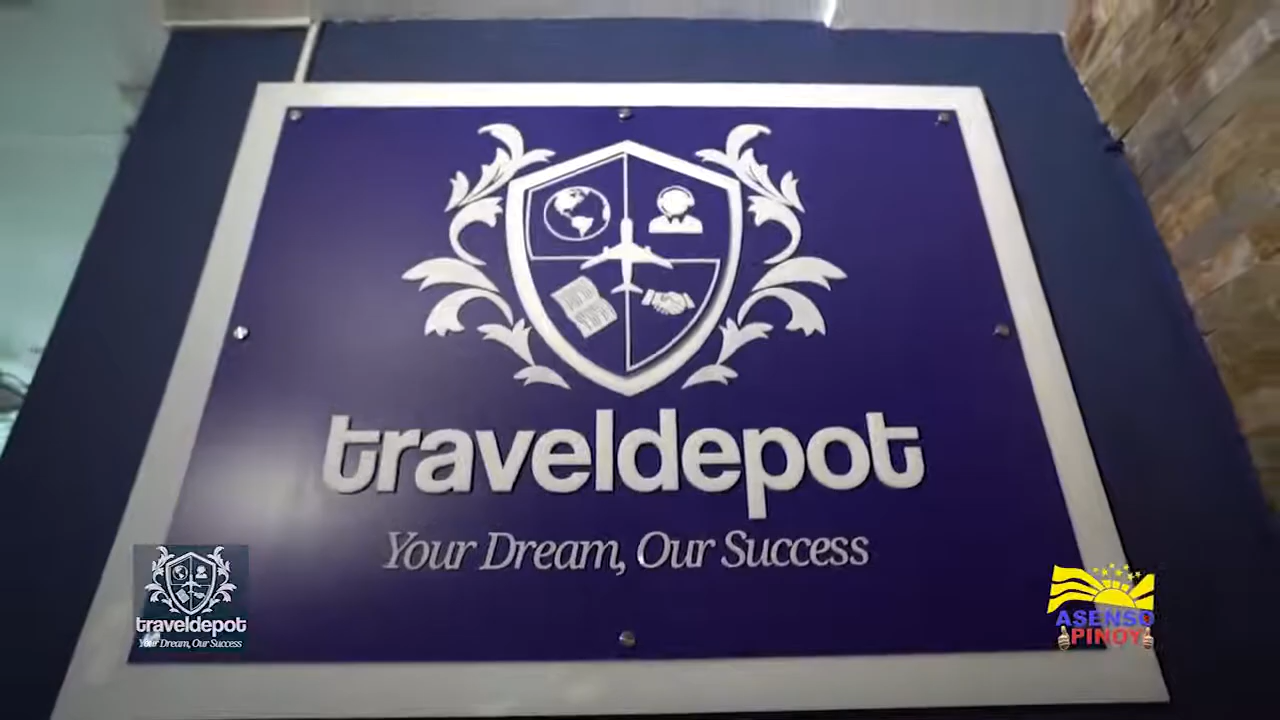 traveldepot
Your Dream, Our Success
traveldepot
Your Dream, Our Success
ASENSO
PINOY